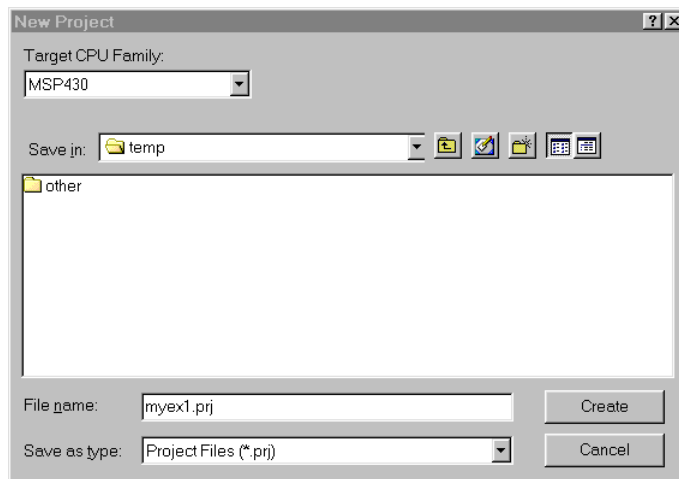 New Project
Target CPU Family:
MSP430
Save in: temp
other
File name: myex1.prj Create
Save as type: Project Files (*.prj) Cancel